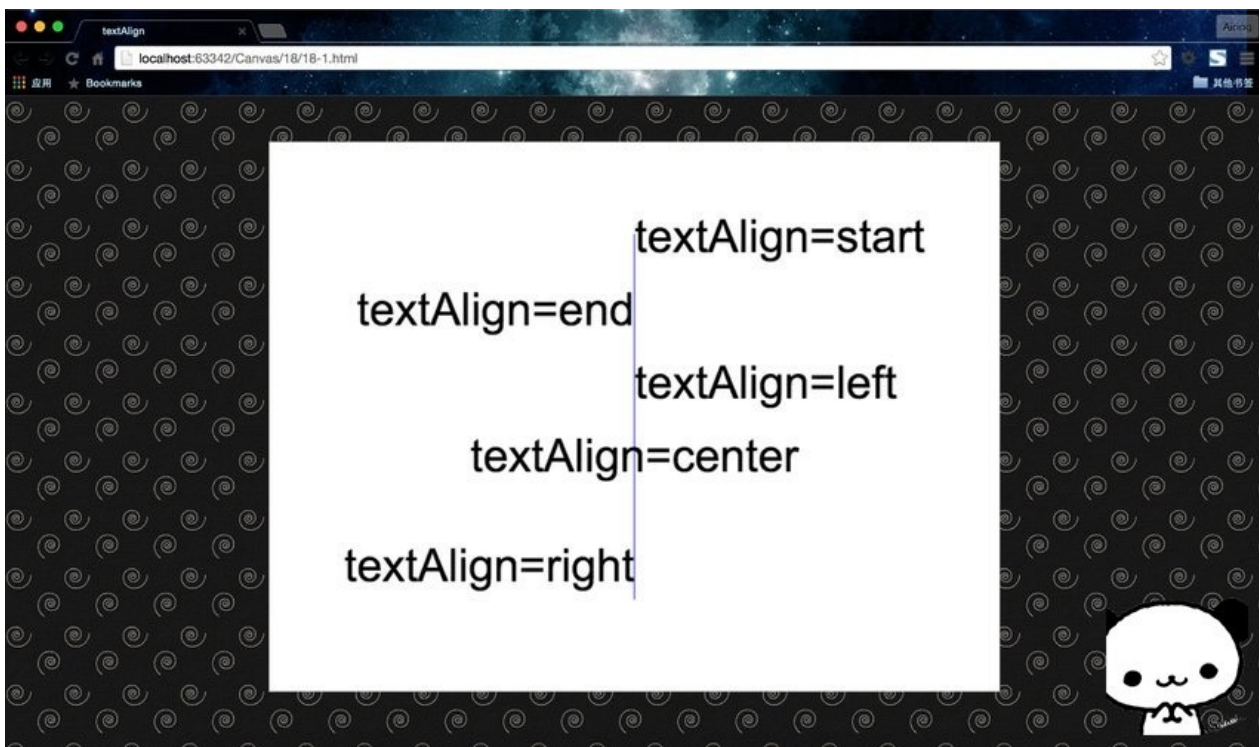 textAlign
Airing
localhost:63342/Canvas/18/18-1.html
应用 Bookmarks
其他书签
textAlign=start
textAlign=end
textAlign=left
textAlign=center
textAlign=right